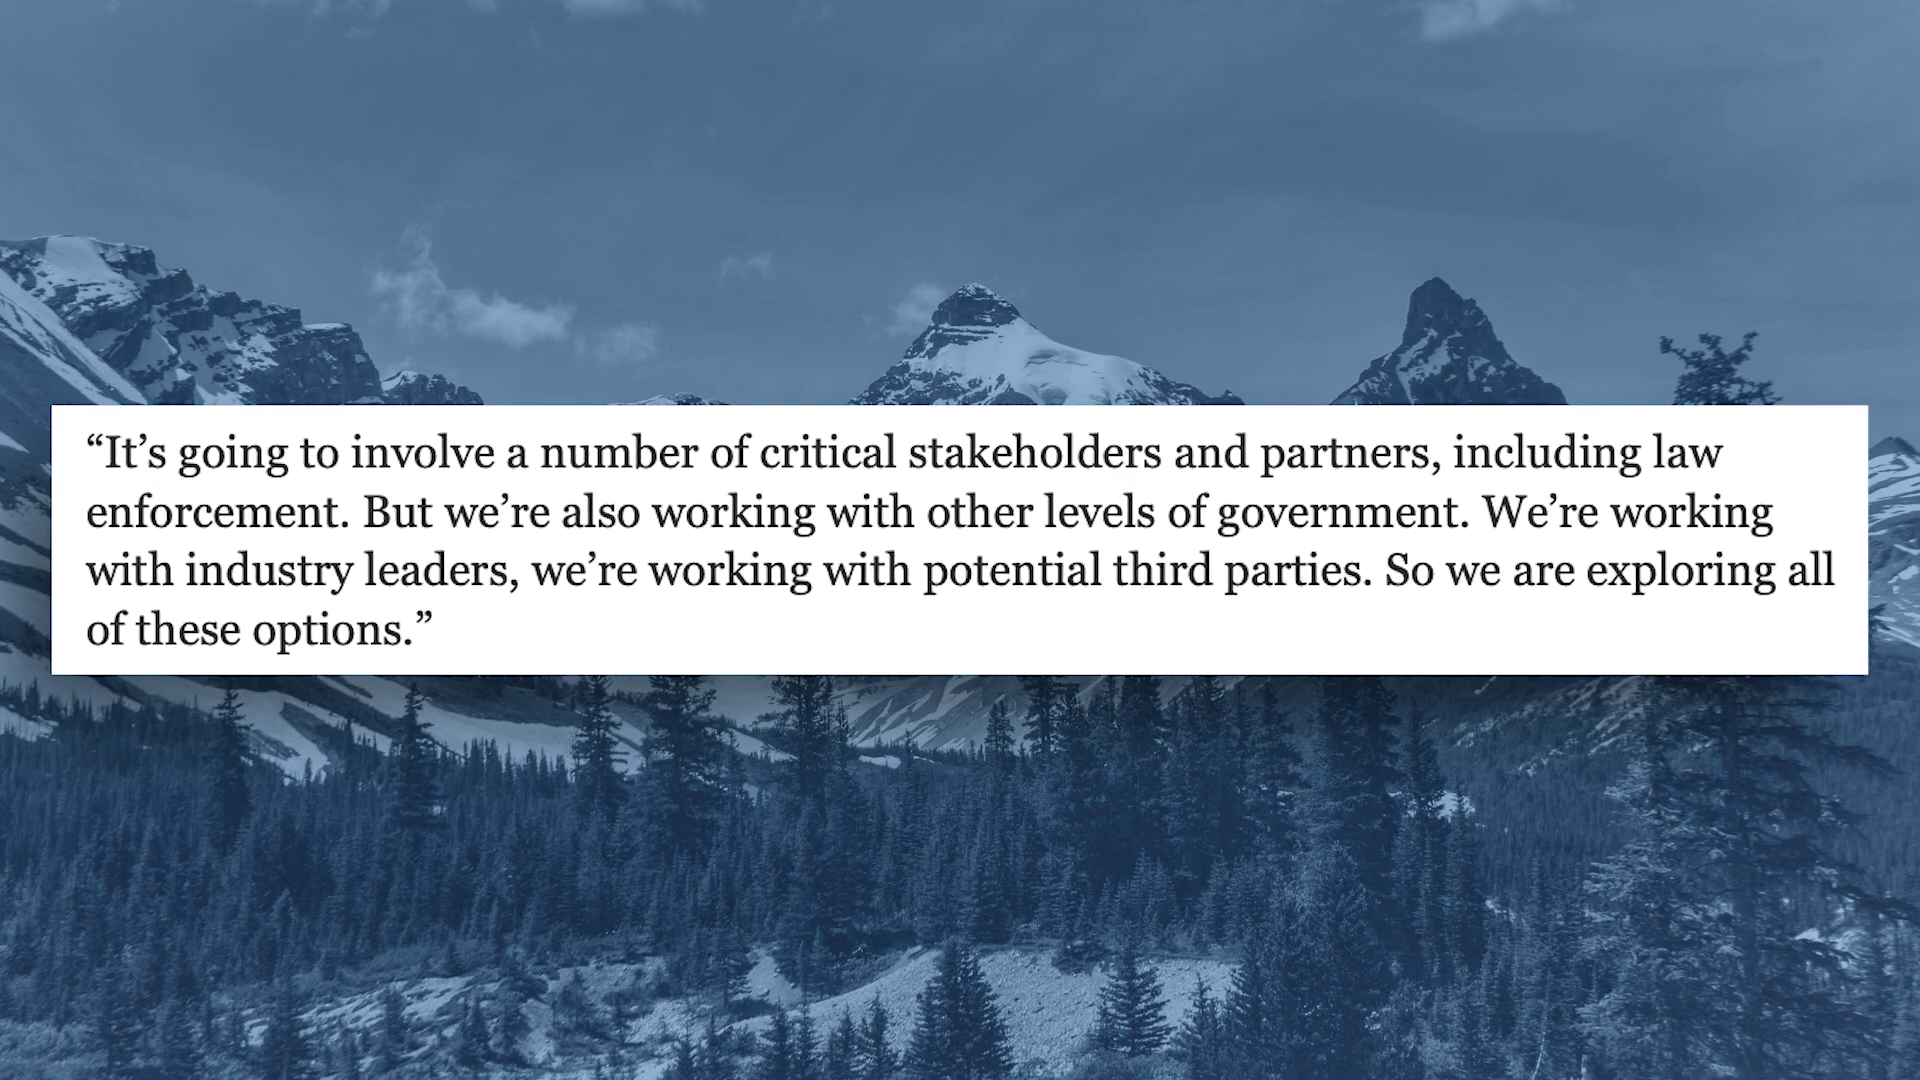 “It’s going to involve a number of critical stakeholders and partners, including law
enforcement. But we’re also working with other levels of government. We’re working
with industry leaders, we’re working with potential third parties. So we are exploring all
of these options.”